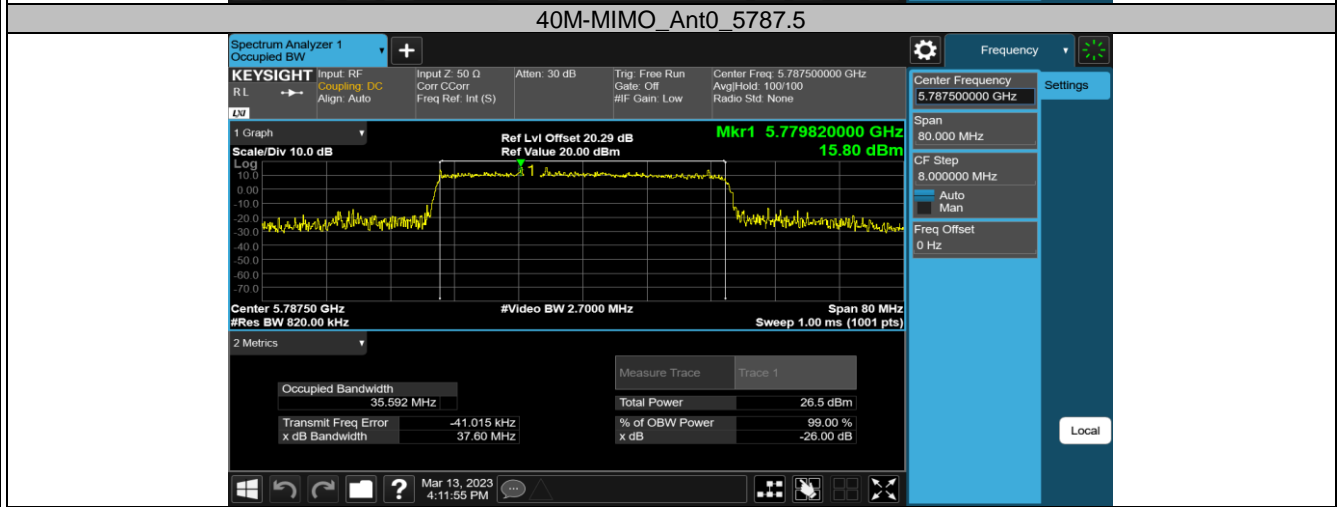 40M-MIMO_Ant0_5787.5
Spectrum Analyzer 1
Occupied BW
+
Frequency
KEYSIGHT
R L
LXI
Input: RF
Coupling: DC
Align: Auto
Input Z: 50 Ω
Corr CCorr
Freq Ref: Int (S)
Atten: 30 dB
Trig: Free Run
Gate: Off
#IF Gain: Low
Center Freq: 5.787500000 GHz
Avg|Hold: 100/100
Radio Std: None
Center Frequency
5.787500000 GHz
Settings
Span
80.000 MHz
CF Step
8.000000 MHz
Auto
Man
Freq Offset
0 Hz
1 Graph
Scale/Div 10.0 dB
Ref Lvl Offset 20.29 dB
Ref Value 20.00 dBm
Mkr1 5.779820000 GHz
15.80 dBm
Log
10.0
0.00
-10.0
-20.0
-30.0
-40.0
-50.0
-60.0
-70.0
1
Center 5.78750 GHz
#Res BW 820.00 kHz
#Video BW 2.7000 MHz
Span 80 MHz
Sweep 1.00 ms (1001 pts)
2 Metrics
Measure Trace Trace 1
Occupied Bandwidth
35.592 MHz
Total Power 26.5 dBm
Transmit Freq Error -41.015 kHz
% of OBW Power 99.00 %
x dB Bandwidth 37.60 MHz
x dB -26.00 dB
Local
?
Mar 13, 2023
4:11:55 PM